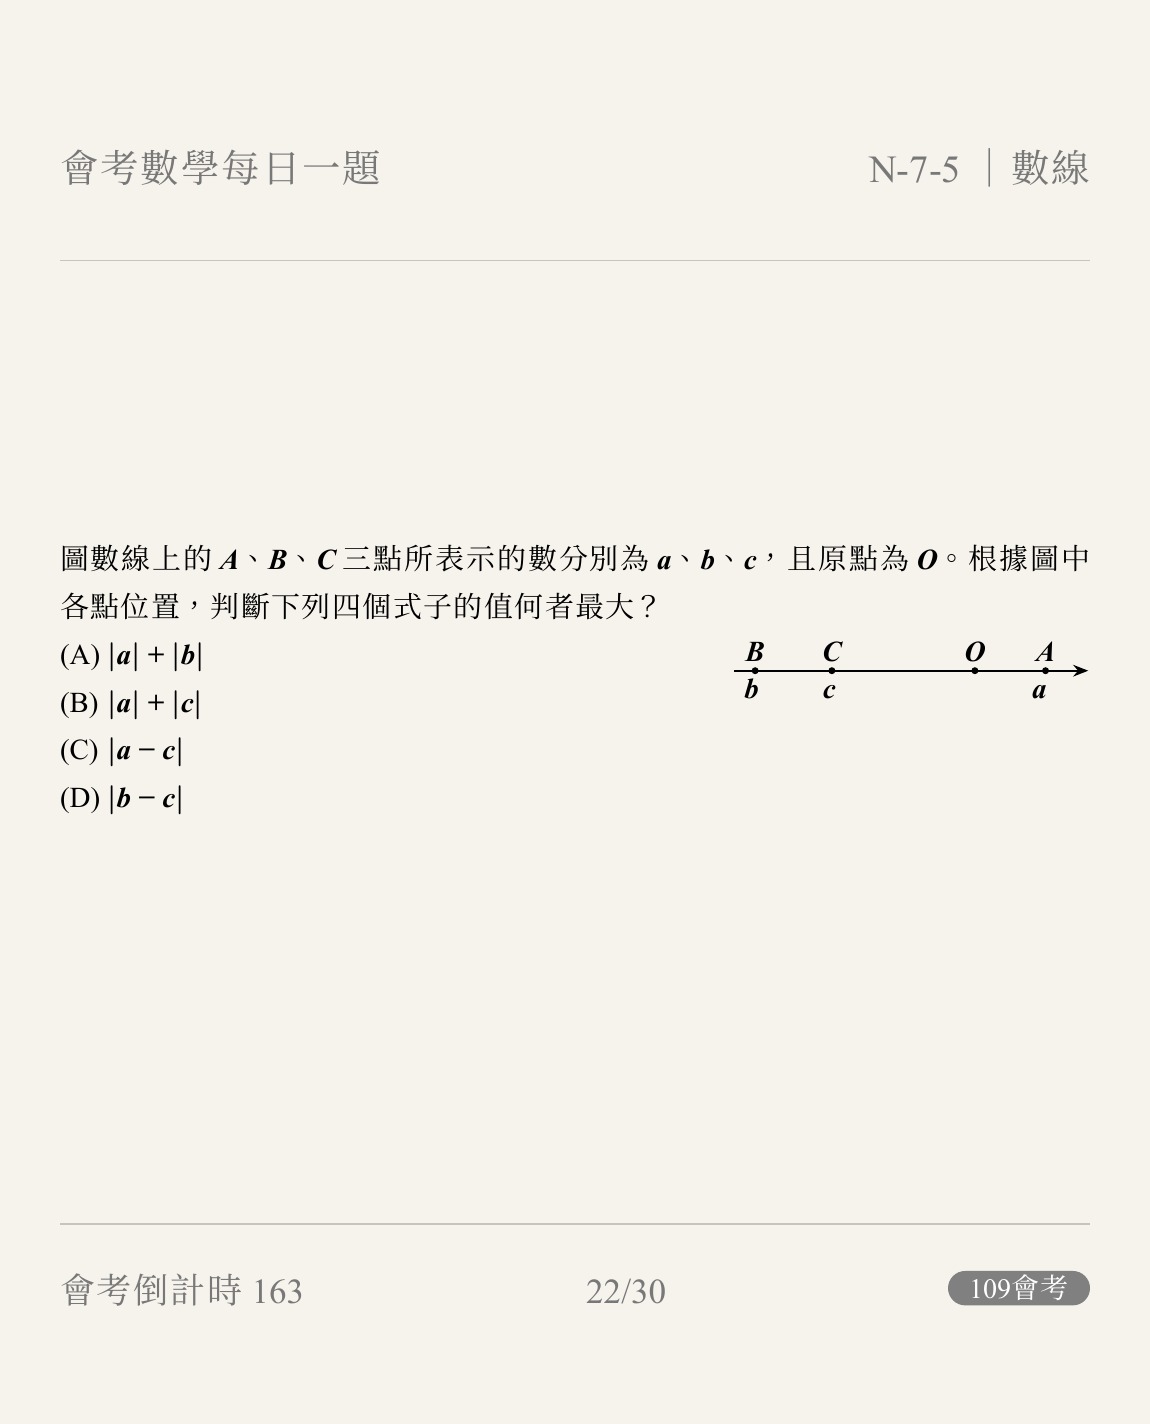 會考數學每日一題
N-7-5｜數線
圖數線上的 A、B、C 三點所表示的數分別為 a、b、c，且原點為 O。根據圖中
各點位置，判斷下列四個式子的值何者最大？
(A) |a| + |b|
(B) |a| + |c|
(C) |a − c|
(D) |b − c|
B C O A
b c a
會考倒計時 163
22/30
109會考